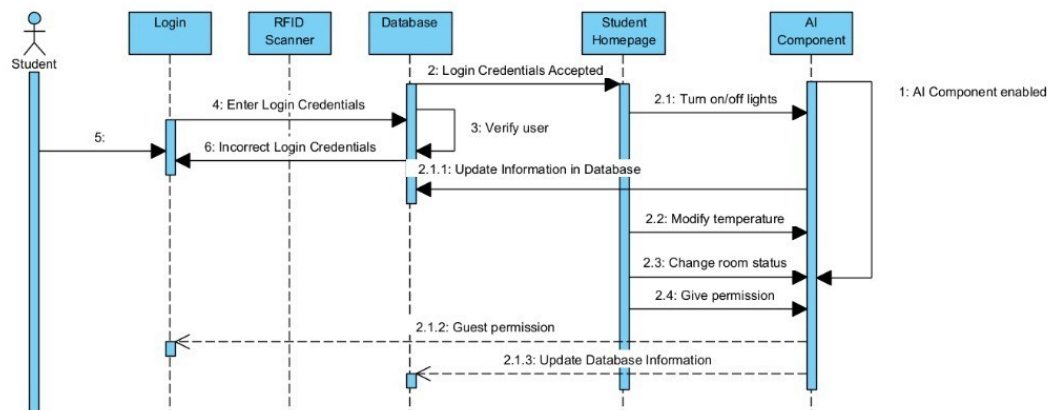 Student
Login
RFID
Scanner
Database
Student
Homepage
AI
Component
2: Login Credentials Accepted
1: AI Component enabled
4: Enter Login Credentials
2.1: Turn on/off lights
3: Verify user
5:
6: Incorrect Login Credentials
2.1.1: Update Information in Database
2.2: Modify temperature
2.3: Change room status
2.4: Give permission
2.1.2: Guest permission
2.1.3: Update Database Information